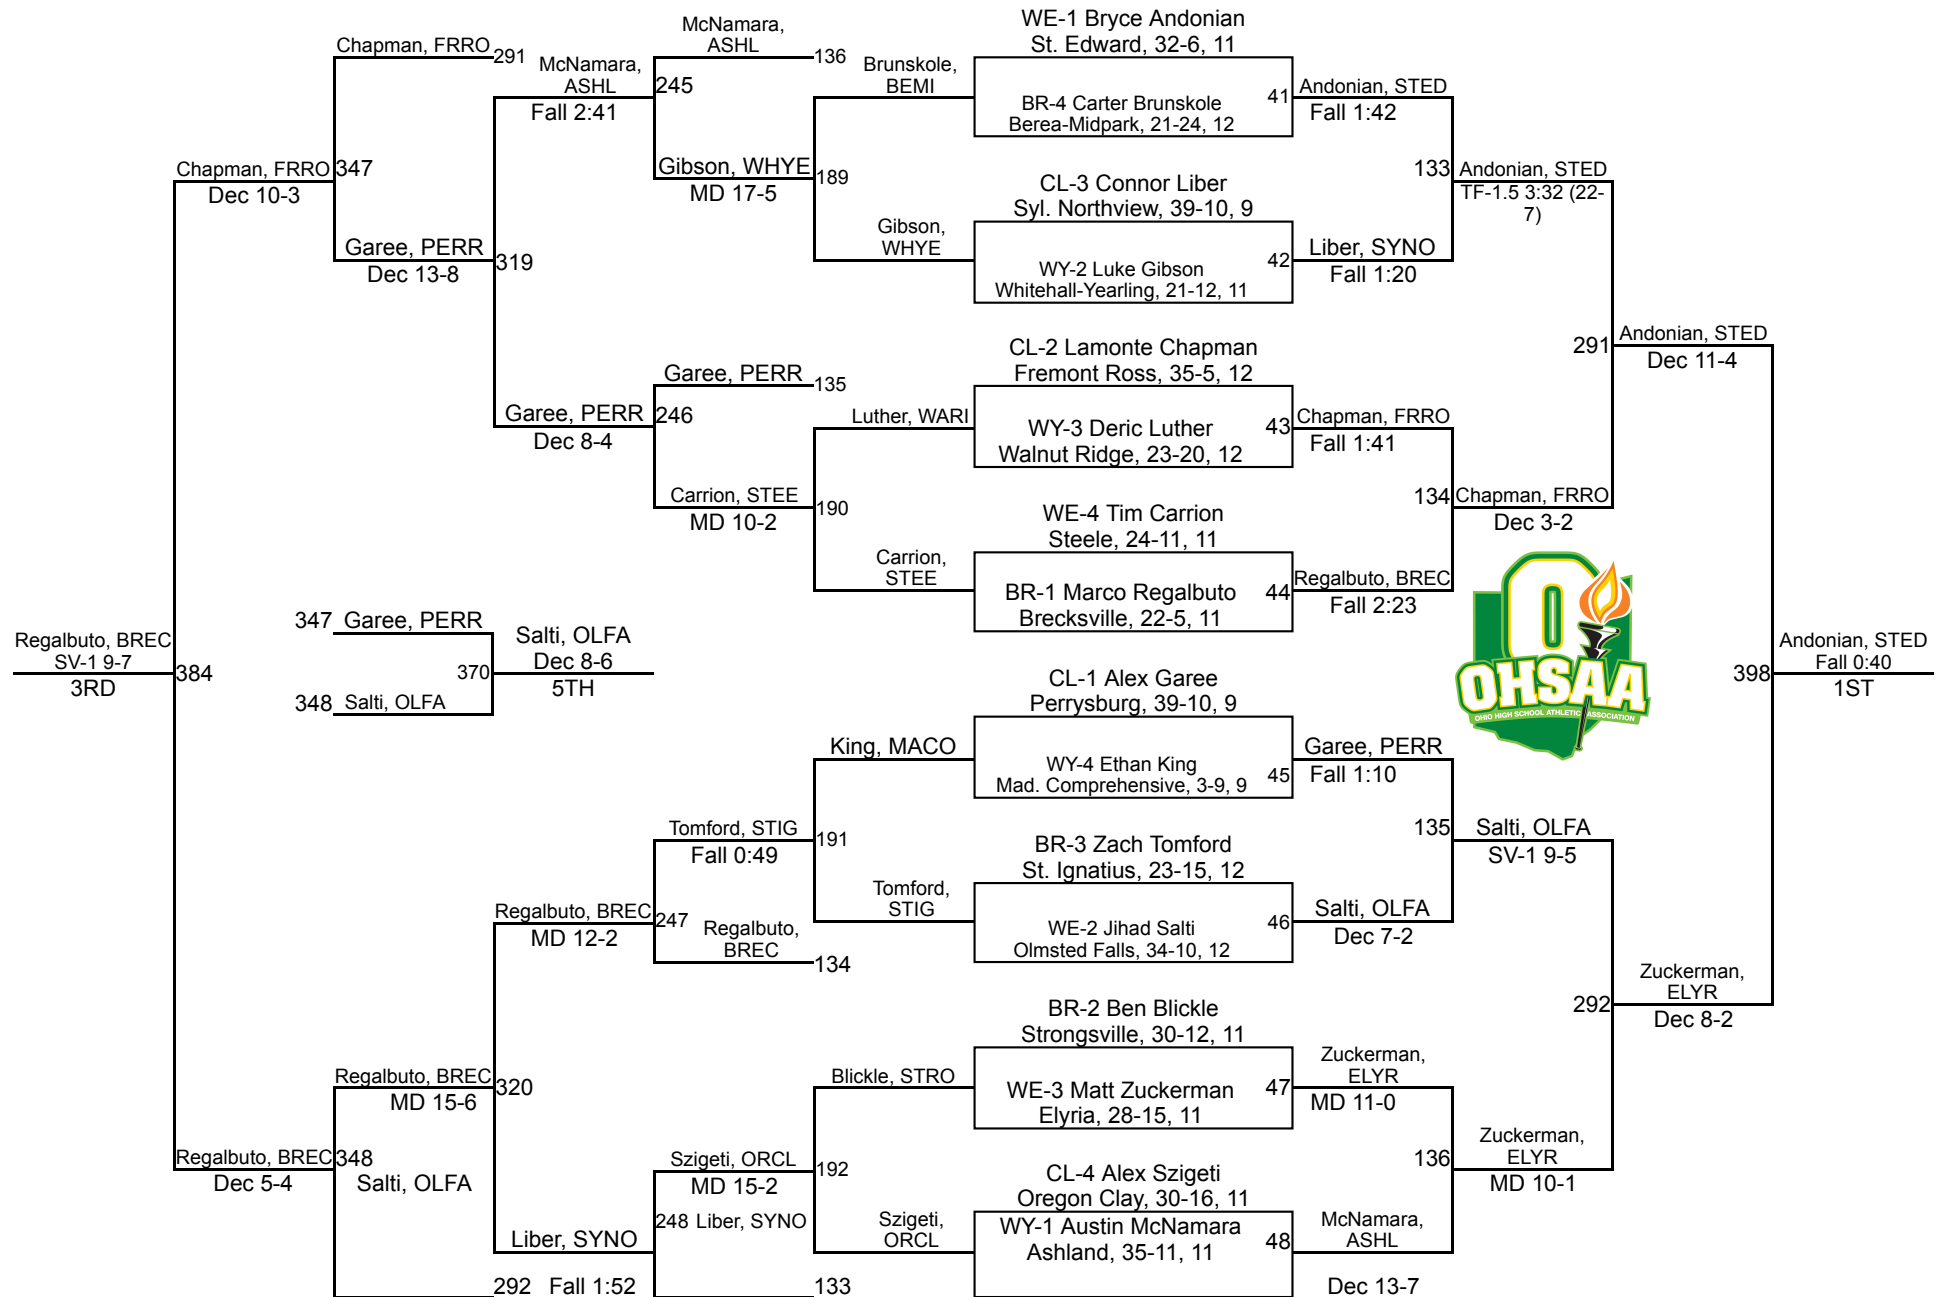 Chapman, FRRO
291
McNamara,
ASHL
Fall 2:41
245
McNamara,
ASHL
136
Brunskole,
BEMI
WE-1 Bryce Andonian
St. Edward, 32-6, 11
BR-4 Carter Brunskole
Berea-Midpark, 21-24, 12
41
Andonian, STED
Fall 1:42
Chapman, FRRO
Dec 10-3
347
Gibson, WHYE
MD 17-5
189
CL-3 Connor Liber
Syl. Northview, 39-10, 9
133
Andonian, STED
TF-1.5 3:32 (22-
7)
Garee, PERR
Dec 13-8
319
Gibson,
WHYE
WY-2 Luke Gibson
Whitehall-Yearling, 21-12, 11
42
Liber, SYNO
Fall 1:20
CL-2 Lamonte Chapman
Fremont Ross, 35-5, 12
291
Andonian, STED
Dec 11-4
Garee, PERR
135
Garee, PERR
Dec 8-4
246
Luther, WARI
WY-3 Deric Luther
Walnut Ridge, 23-20, 12
43
Chapman, FRRO
Fall 1:41
Carrion, STEE
MD 10-2
190
WE-4 Tim Carrion
Steele, 24-11, 11
134
Chapman, FRRO
Dec 3-2
Carrion,
STEE
BR-1 Marco Regalbuto
Brecksville, 22-5, 11
44
Regalbuto, BREC
Fall 2:23
O
OHSAA
OHIO HIGH SCHOOL ATHLETIC ASSOCIATION
347
Garee, PERR
Regalbuto, BREC
SV-1 9-7
3RD
384
370
Salti, OLFA
Dec 8-6
5TH
348
Salti, OLFA
398
Andonian, STED
Fall 0:40
1ST
CL-1 Alex Garee
Perrysburg, 39-10, 9
King, MACO
WY-4 Ethan King
Mad. Comprehensive, 3-9, 9
45
Garee, PERR
Fall 1:10
Tomford, STIG
Fall 0:49
191
BR-3 Zach Tomford
St. Ignatius, 23-15, 12
135
Salti, OLFA
SV-1 9-5
Regalbuto, BREC
MD 12-2
247
Regalbuto,
BREC
134
Tomford,
STIG
WE-2 Jihad Salti
Olmsted Falls, 34-10, 12
46
Salti, OLFA
Dec 7-2
BR-2 Ben Blickle
Strongsville, 30-12, 11
292
Zuckerman,
ELYR
Dec 8-2
Regalbuto, BREC
MD 15-6
320
Blickle, STRO
WE-3 Matt Zuckerman
Elyria, 28-15, 11
47
Zuckerman,
ELYR
MD 11-0
Regalbuto, BREC
Dec 5-4
348
Salti, OLFA
Szigeti, ORCL
MD 15-2
192
CL-4 Alex Szigeti
Oregon Clay, 30-16, 11
136
Zuckerman,
ELYR
MD 10-1
Liber, SYNO
Fall 1:52
248 Liber, SYNO
Szigeti,
ORCL
WY-1 Austin McNamara
Ashland, 35-11, 11
48
McNamara,
ASHL
Dec 13-7
292
133